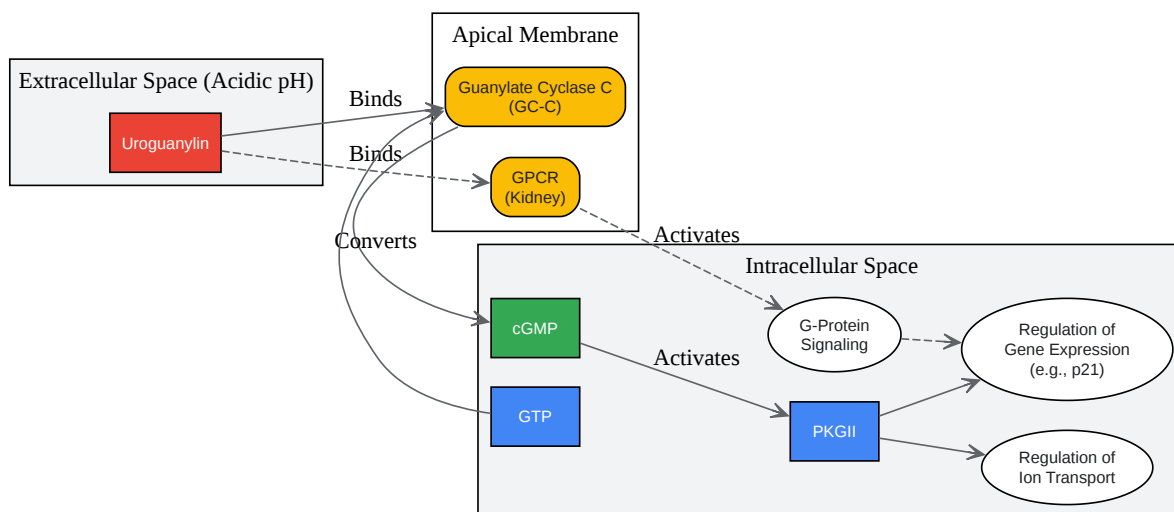 Apical Membrane
Extracellular Space (Acidic pH)
Guanylate Cyclase C
(GC-C)
Binds
Uroguanylin
Binds
GPCR
(Kidney)
Converts
Activates
Intracellular Space
cGMP
G-Protein
Signaling
Regulation of
Gene Expression
(e.g., p21)
Activates
GTP
PKGII
Regulation of
Ion Transport